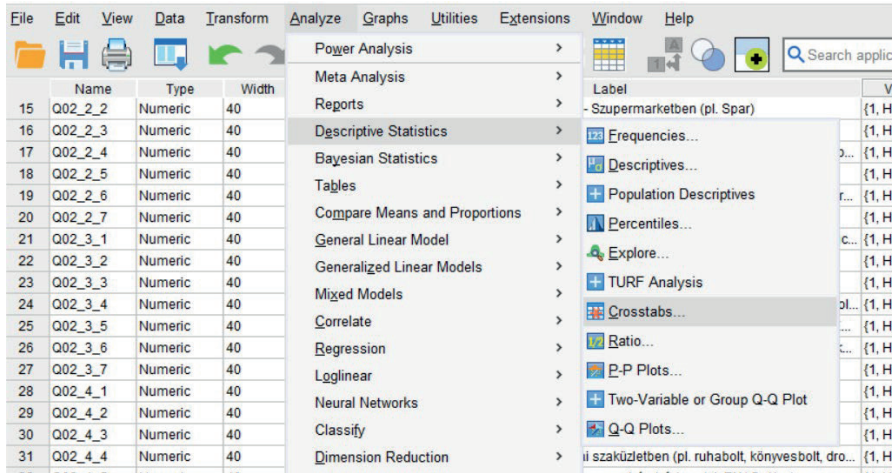 File Edit View Data Transform Analyze Graphs Utilities Extensions Window Help
Search applic
Name Type Width Label
15 Q02_2_2 Numeric 40 - Szupermarketben (pl. Spar) {1, H
16 Q02_2_3 Numeric 40 {1, H
17 Q02_2_4 Numeric 40 {1, H
18 Q02_2_5 Numeric 40 {1, H
19 Q02_2_6 Numeric 40 {1, H
20 Q02_2_7 Numeric 40 {1, H
21 Q02_3_1 Numeric 40 {1, H
22 Q02_3_2 Numeric 40 {1, H
23 Q02_3_3 Numeric 40 {1, H
24 Q02_3_4 Numeric 40 {1, H
25 Q02_3_5 Numeric 40 {1, H
26 Q02_3_6 Numeric 40 {1, H
27 Q02_3_7 Numeric 40 {1, H
28 Q02_4_1 Numeric 40 {1, H
29 Q02_4_2 Numeric 40 {1, H
30 Q02_4_3 Numeric 40 {1, H
31 Q02_4_4 Numeric 40 i szaküzletben (pl. ruhabolt, könyvesbolt, dro... {1, H
Power Analysis >
Meta Analysis >
Reports >
Descriptive Statistics >
Bayesian Statistics >
Tables >
Compare Means and Proportions >
General Linear Model >
Generalized Linear Models >
Mixed Models >
Correlate >
Regression >
Loglinear >
Neural Networks >
Classify >
Dimension Reduction >
123 Frequencies...
Descriptives...
Population Descriptives
Percentiles...
Explore...
TURF Analysis
Crosstabs...
1/2 Ratio...
P-P Plots...
Two-Variable or Group Q-Q Plot
Q-Q Plots...